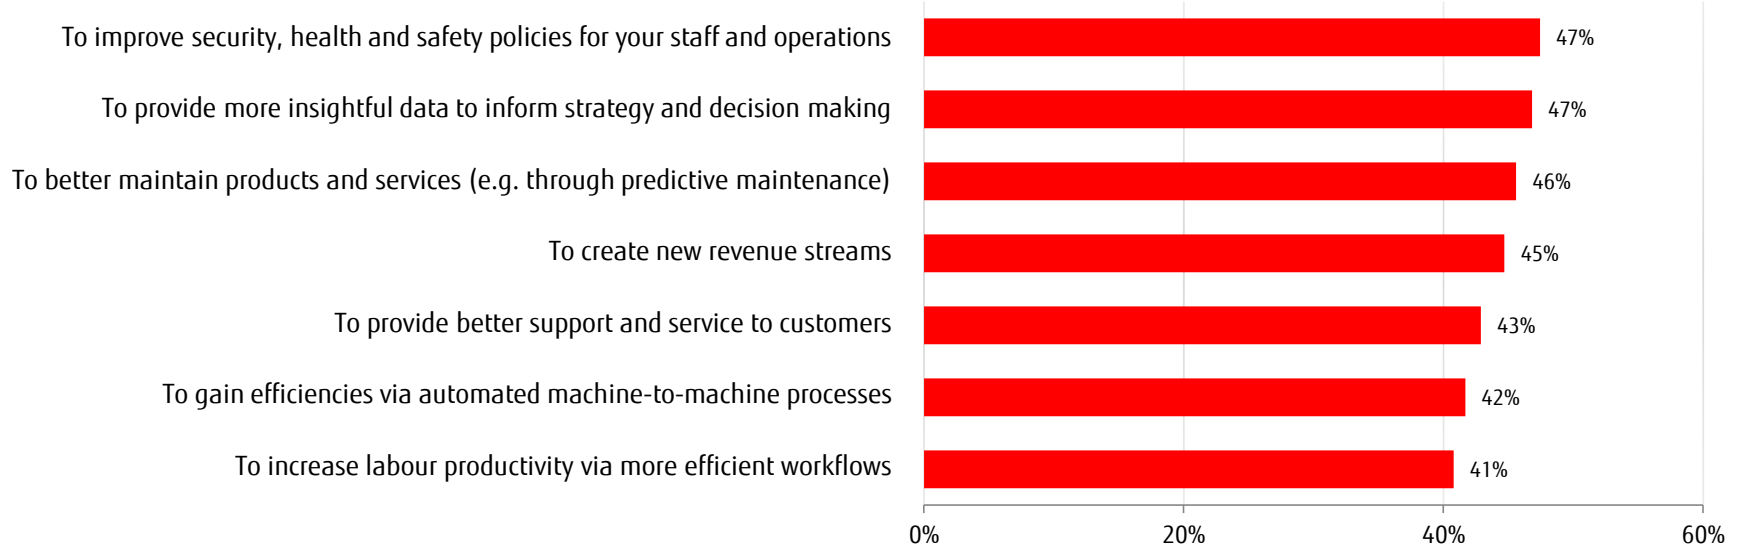 To improve security, health and safety policies for your staff and operations 47%
To provide more insightful data to inform strategy and decision making 47%
To better maintain products and services (e.g. through predictive maintenance) 46%
To create new revenue streams 45%
To provide better support and service to customers 43%
To gain efficiencies via automated machine-to-machine processes 42%
To increase labour productivity via more efficient workflows 41%
0% 20% 40% 60%